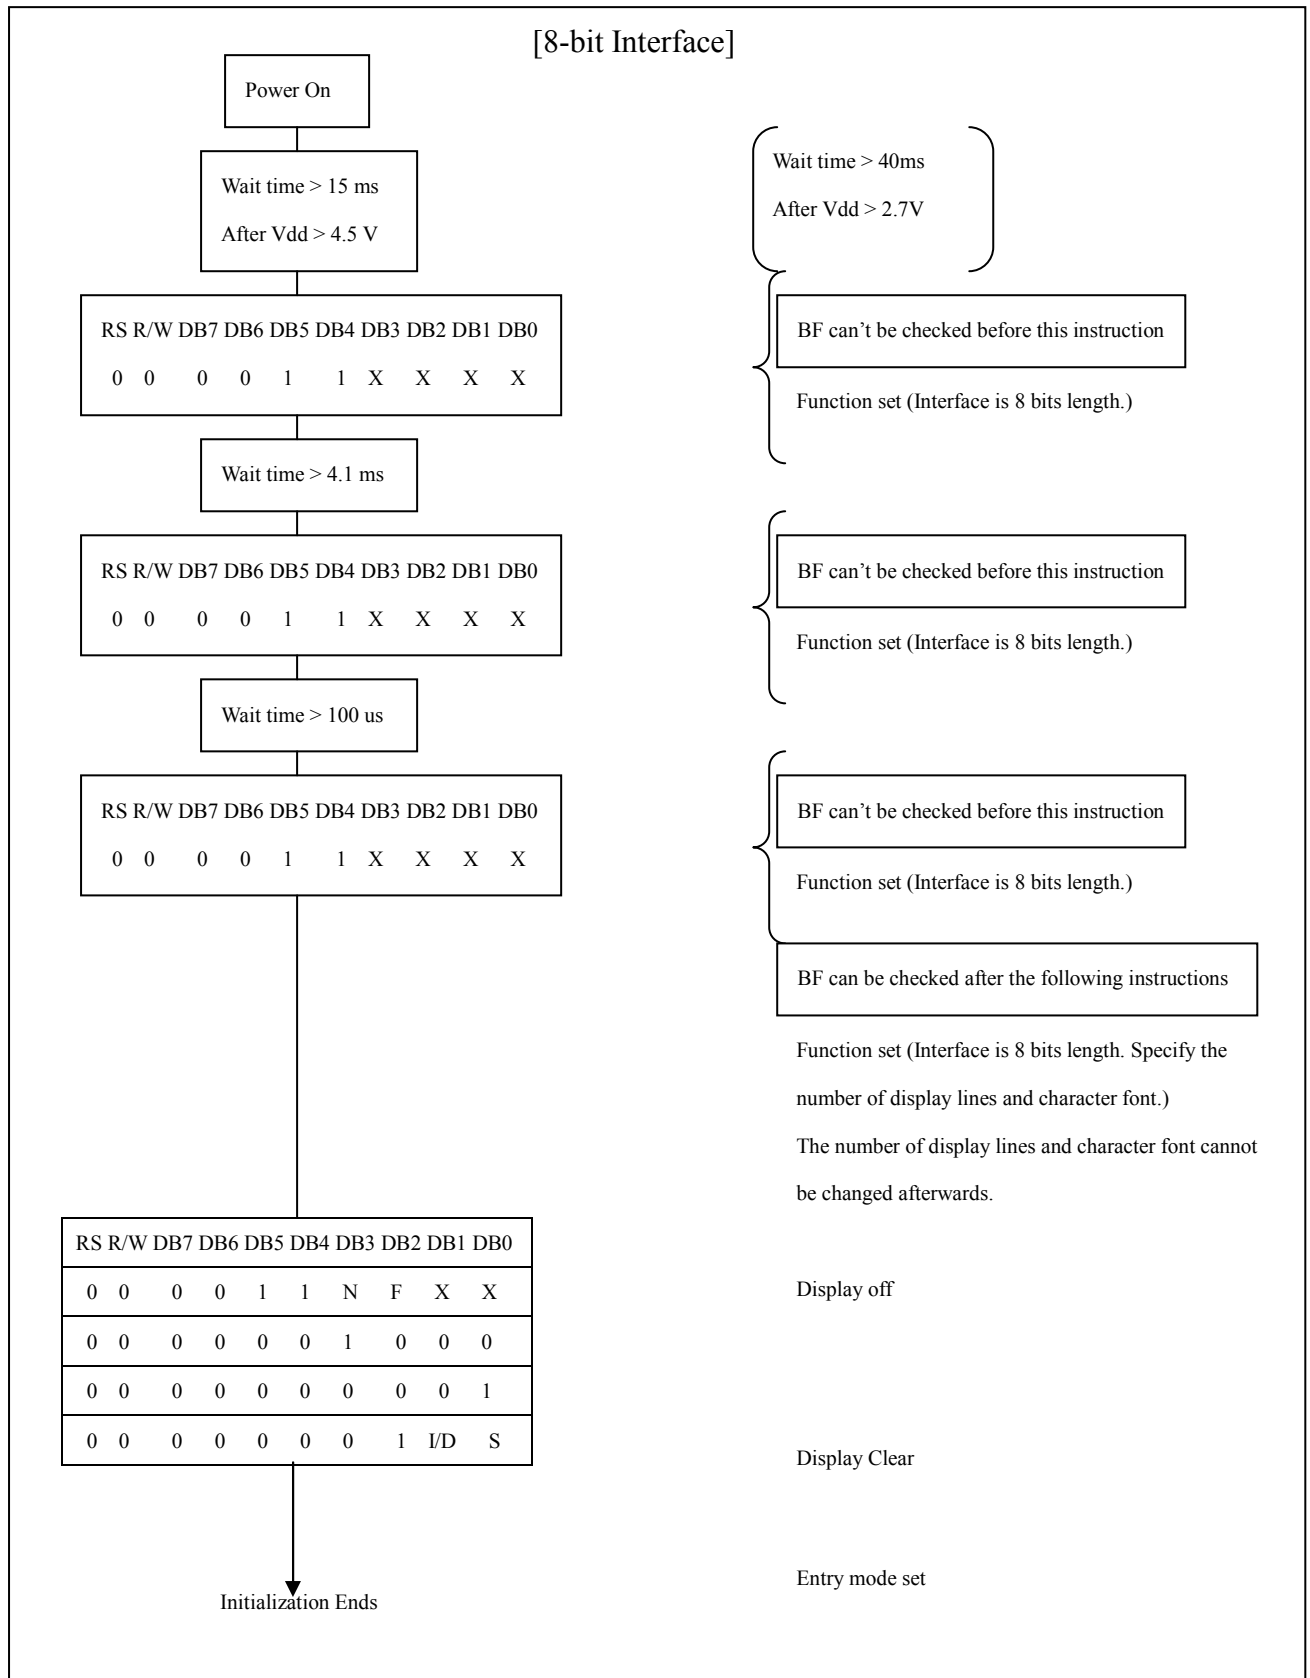 [8-bit Interface]
Power On
Wait time > 15 ms
After Vdd > 4.5 V
Wait time > 40ms
After Vdd > 2.7V
RS R/W DB7 DB6 DB5 DB4 DB3 DB2 DB1 DB0
0 0 0 0 1 1 X X X X
BF can't be checked before this instruction
Function set (Interface is 8 bits length.)
Wait time > 4.1 ms
RS R/W DB7 DB6 DB5 DB4 DB3 DB2 DB1 DB0
0 0 0 0 1 1 X X X X
BF can't be checked before this instruction
Function set (Interface is 8 bits length.)
Wait time > 100 us
RS R/W DB7 DB6 DB5 DB4 DB3 DB2 DB1 DB0
0 0 0 0 1 1 X X X X
BF can't be checked before this instruction
Function set (Interface is 8 bits length.)
BF can be checked after the following instructions
Function set (Interface is 8 bits length. Specify the
number of display lines and character font.)
The number of display lines and character font cannot
be changed afterwards.
RS R/W DB7 DB6 DB5 DB4 DB3 DB2 DB1 DB0
0 0 0 0 1 1 N F X X
0 0 0 0 0 0 1 0 0 0
0 0 0 0 0 0 0 0 0 1
0 0 0 0 0 0 0 1 I/D S
Display off
Display Clear
Entry mode set
Initialization Ends